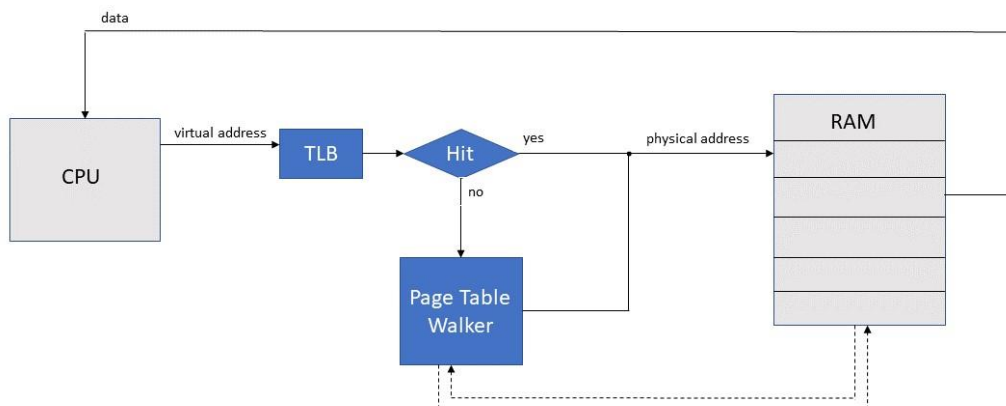 data
virtual address
CPU
TLB
Hit
yes
no
physical address
RAM
Page Table
Walker